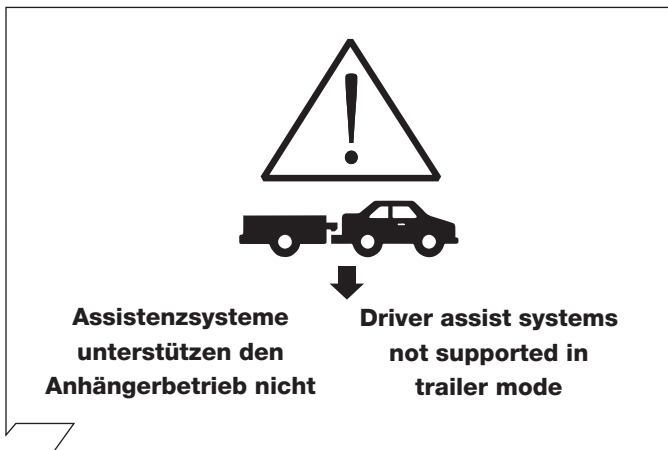 Assistenzsysteme
unterstützen den
Anhängerbetrieb nicht
Driver assist systems
not supported in
trailer mode